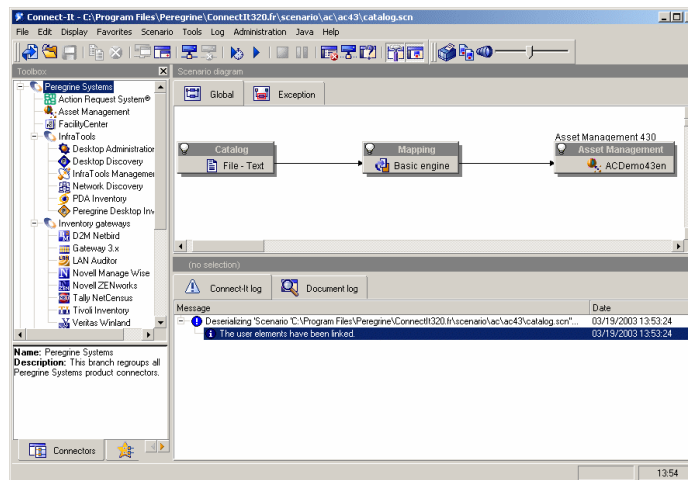 Connect-It - C:\Program Files\Peregrine\ConnectIt320.fr\scenario\ac\ac43\catalog.scn
File Edit Display Favorites Scenario Tools Log Administration Java Help
Toolbox
Peregrine Systems
Action Request System®
Asset Management
FacilityCenter
InfraTools
Desktop Administration
Desktop Discovery
InfraTools Managemen
Network Discovery
PDA Inventory
Peregrine Desktop Inv
Inventory gateways
D2M Netbird
Gateway 3.x
LAN Auditor
Novell Manage Wise
Novell ZENworks
Tally NetCensus
Tivoli Inventory
Veritas Winland
Name: Peregrine Systems
Description: This branch regroups all
Peregrine Systems product connectors.
Connectors
Scenario diagram
Global Exception
Catalog
File - Text
Mapping
Basic engine
Asset Management 430
Asset Management
ACDemo43en
(no selection)
Connect-It log Document log
Message Date
Deserializing 'Scenario 'C:\Program Files\Peregrine\ConnectIt320.fr\scenario\ac\ac43\catalog.scn''... 03/19/2003 13:53:24
The user elements have been linked. 03/19/2003 13:53:24
13:54